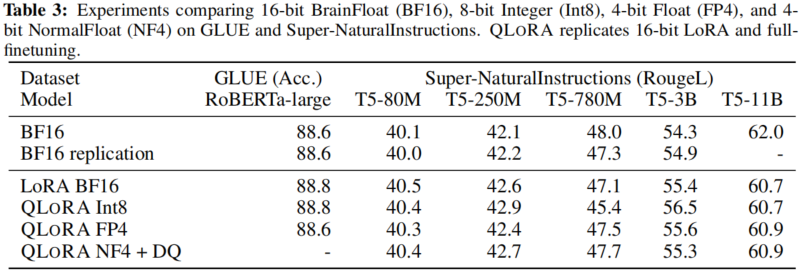 Table 3: Experiments comparing 16-bit BrainFloat (BF16), 8-bit Integer (Int8), 4-bit Float (FP4), and 4-
bit NormalFloat (NF4) on GLUE and Super-NaturalInstructions. QLORA replicates 16-bit LoRA and full-
finetuning.
Dataset GLUE (Acc.) Super-NaturalInstructions (RougeL)
Model RoBERTa-large T5-80M T5-250M T5-780M T5-3B T5-11B
BF16 88.6 40.1 42.1 48.0 54.3 62.0
BF16 replication 88.6 40.0 42.2 47.3 54.9 -
LoRA BF16 88.8 40.5 42.6 47.1 55.4 60.7
QLORA Int8 88.8 40.4 42.9 45.4 56.5 60.7
QLORA FP4 88.6 40.3 42.4 47.5 55.6 60.9
QLORA NF4 + DQ - 40.4 42.7 47.7 55.3 60.9